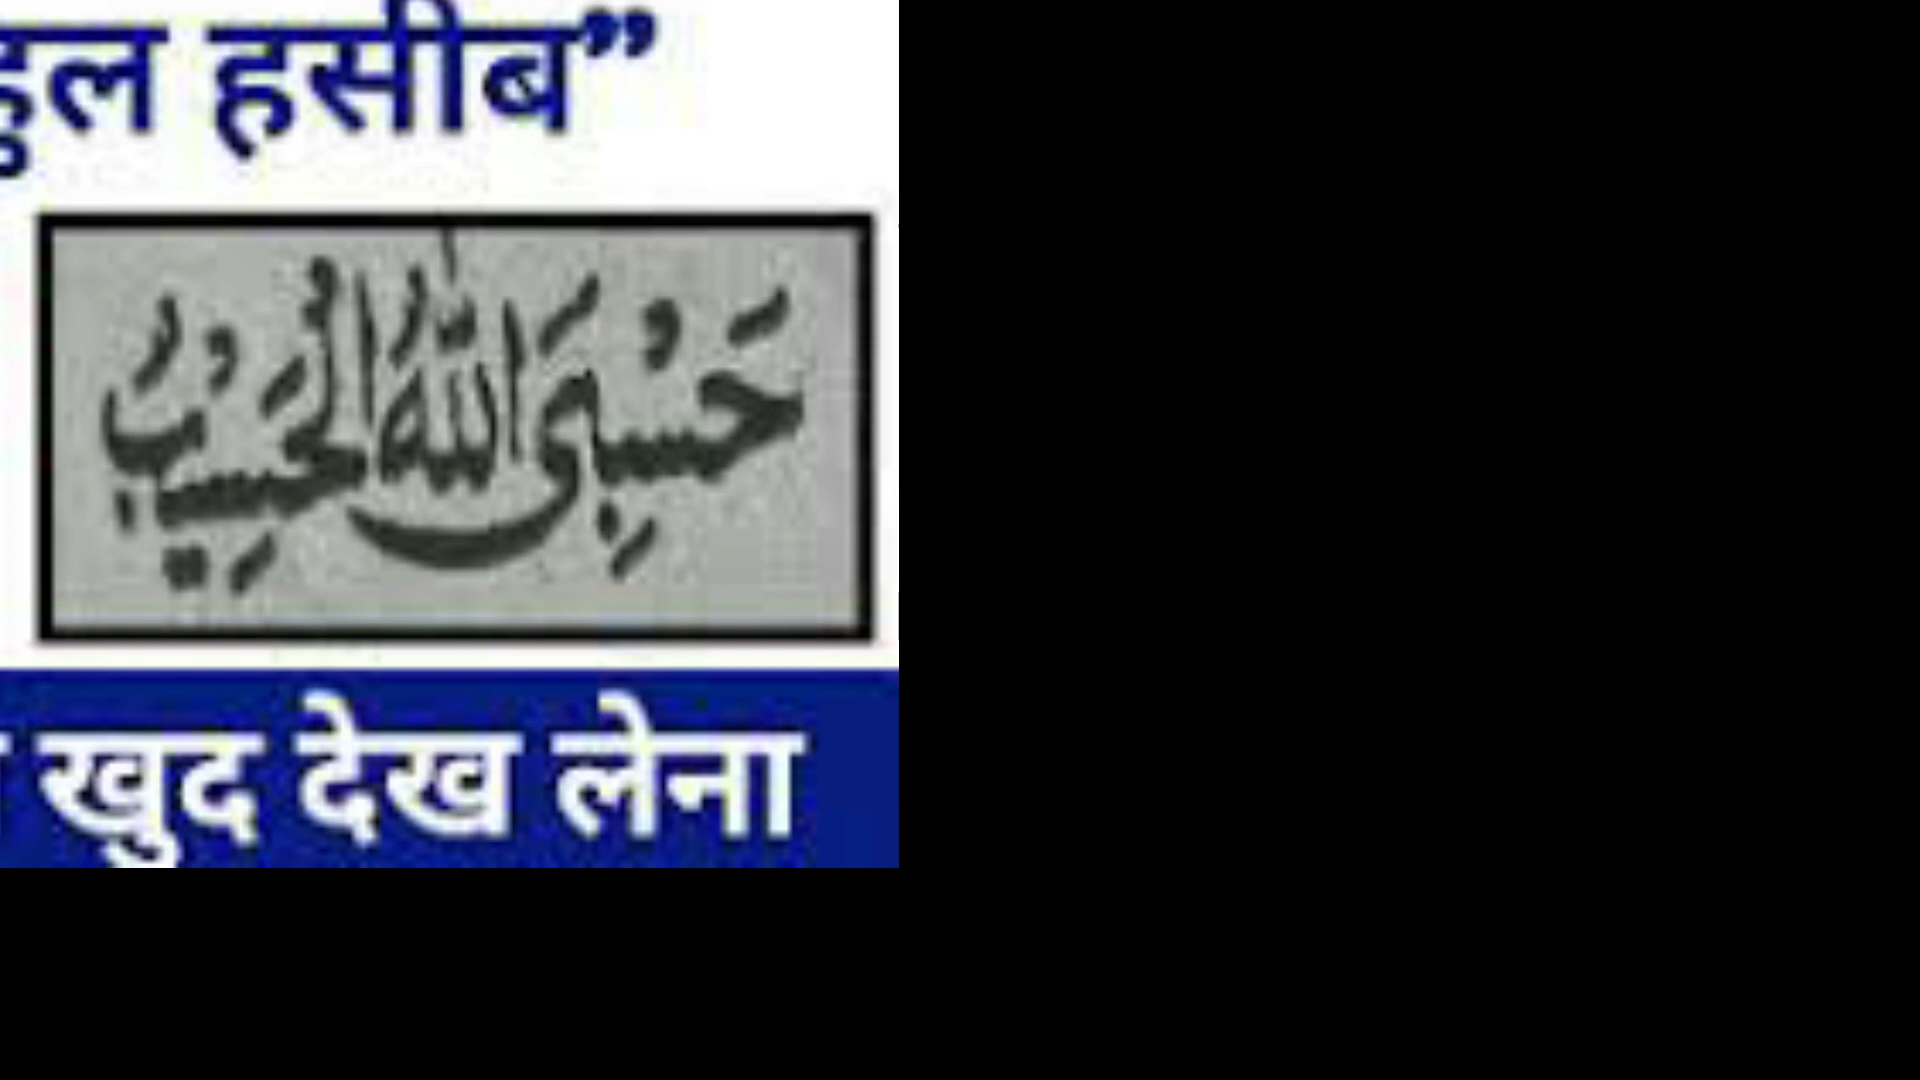 हुल हसीब”
حَسْبِیَ اللّٰهُ الْحَسِیْبُ
खुद देख लेना